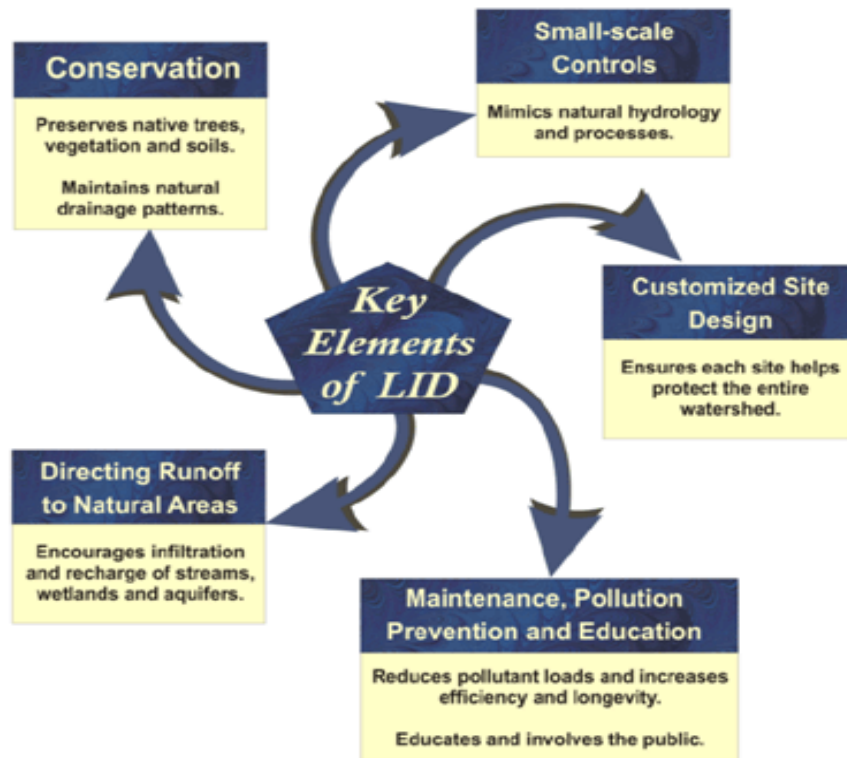 Conservation
Preserves native trees,
vegetation and soils.
Maintains natural
drainage patterns.
Small-scale
Controls
Mimics natural hydrology
and processes.
Key
Elements
of LID
Customized Site
Design
Ensures each site helps
protect the entire
watershed.
Directing Runoff
to Natural Areas
Encourages infiltration
and recharge of streams,
wetlands and aquifers.
Maintenance, Pollution
Prevention and Education
Reduces pollutant loads and increases
efficiency and longevity.
Educates and involves the public.